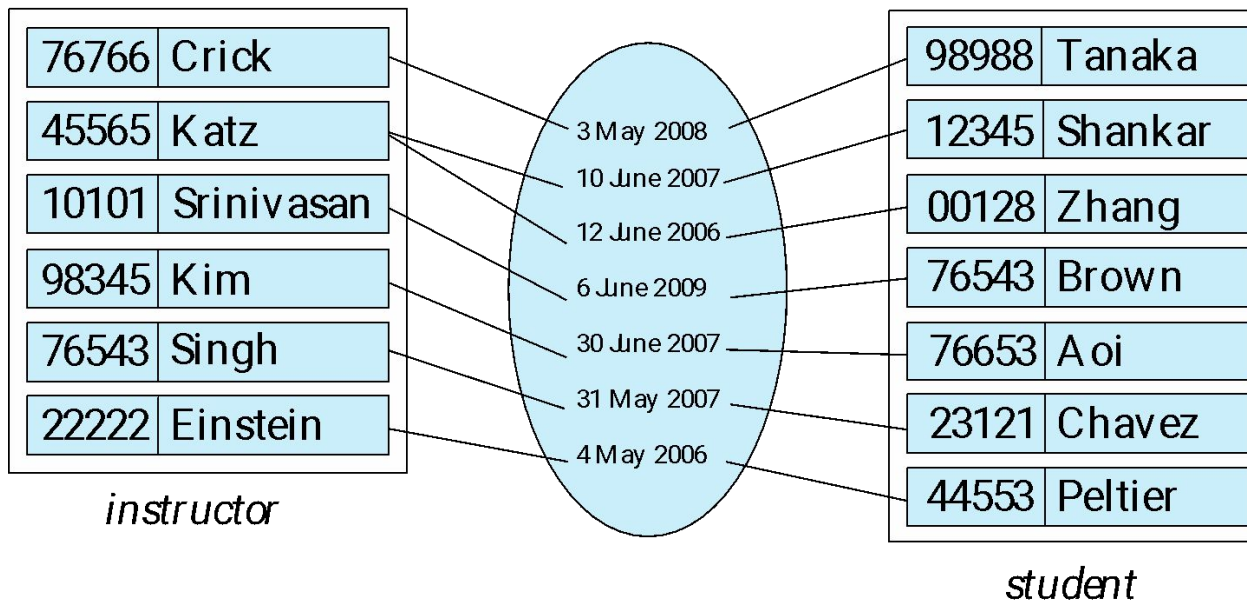 76766 Crick
45565 Katz
10101 Srinivasan
98345 Kim
76543 Singh
22222 Einstein
instructor
3 May 2008
10 June 2007
12 June 2006
6 June 2009
30 June 2007
31 May 2007
4 May 2006
98988 Tanaka
12345 Shankar
00128 Zhang
76543 Brown
76653 Aoi
23121 Chavez
44553 Peltier
student